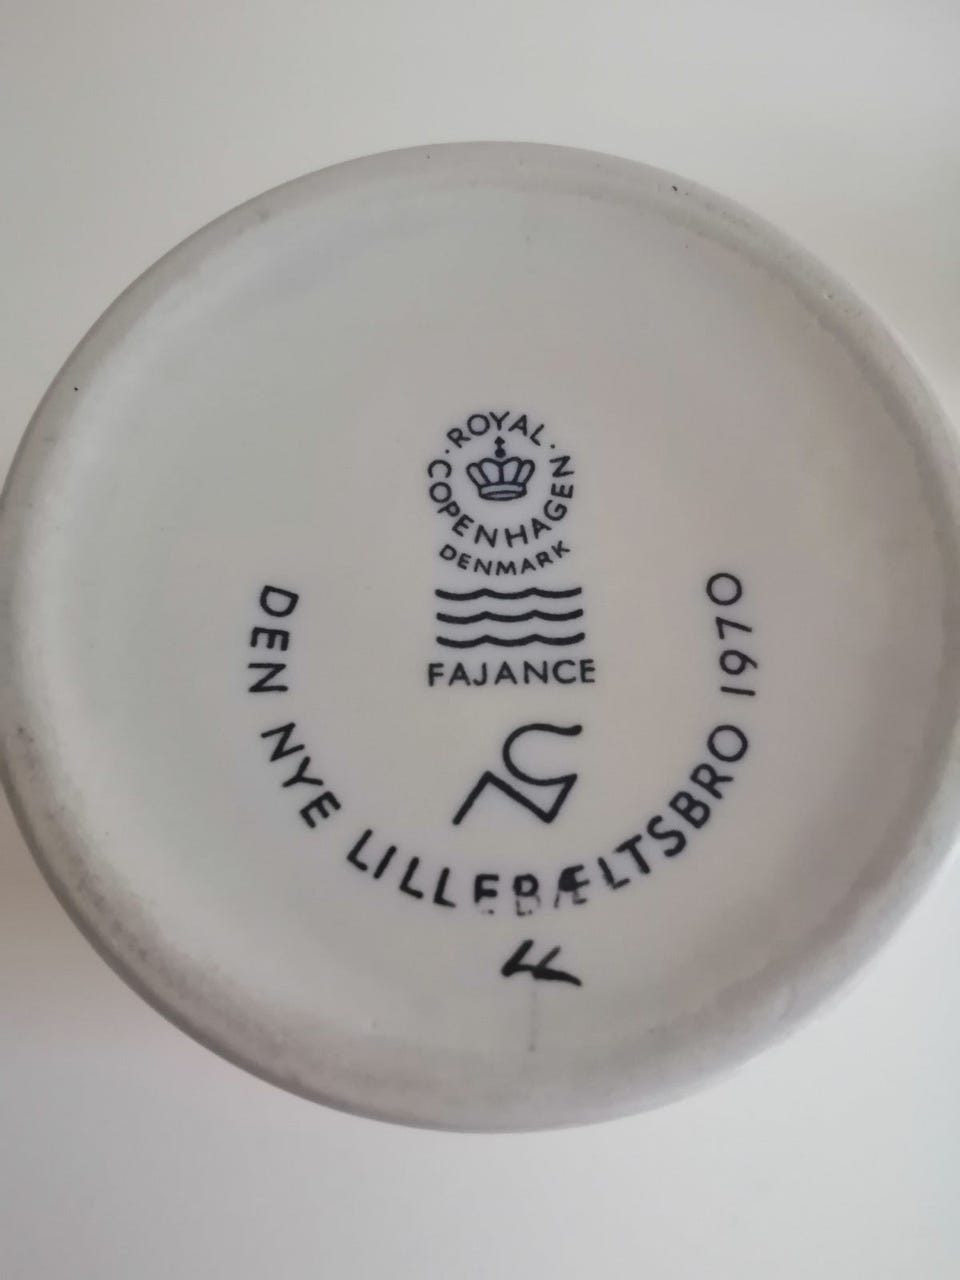 ROYAL
COPENHAGEN
DENMARK
FAJANCE
DEN NYE LILLEBÆLTSBRO 1970